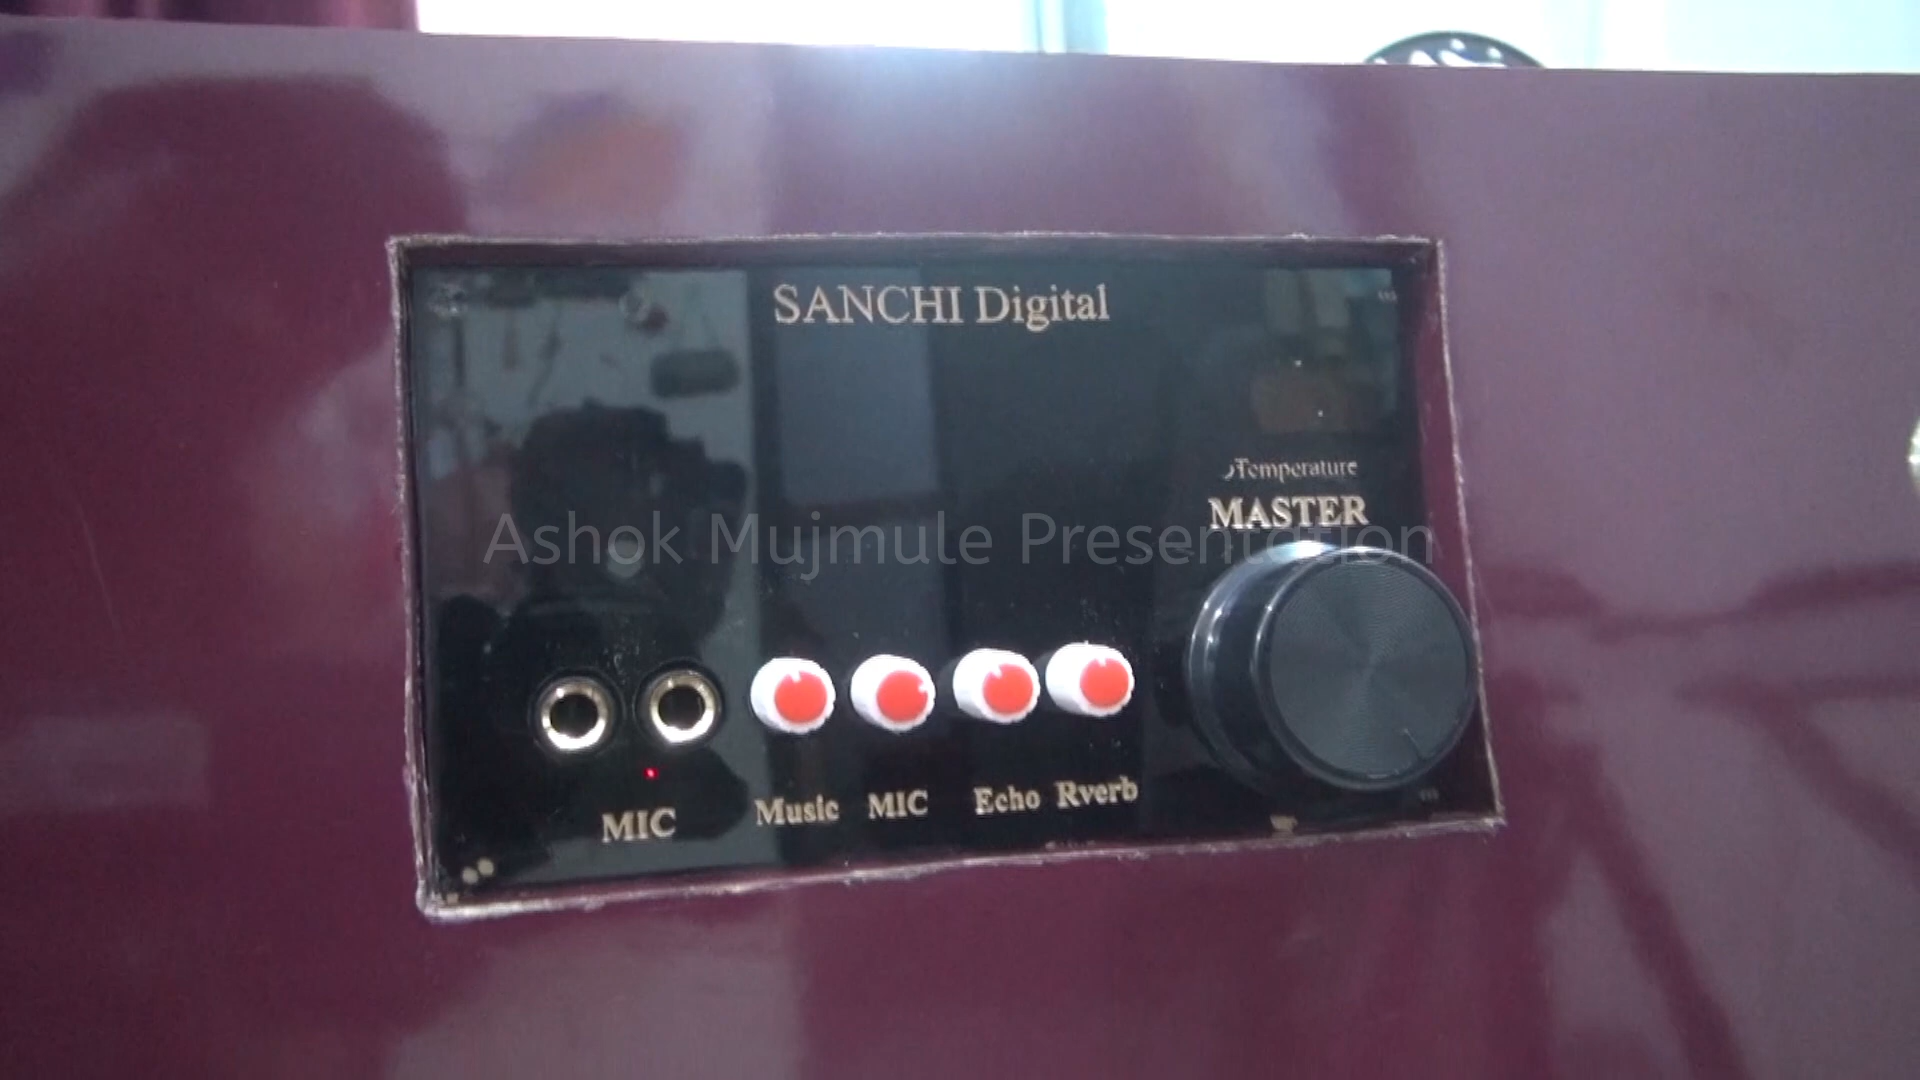 SANCHI Digital
Temperature
MASTER
Ashok Mujmule Presentation
MIC
Music
MIC
Echo
Rverb